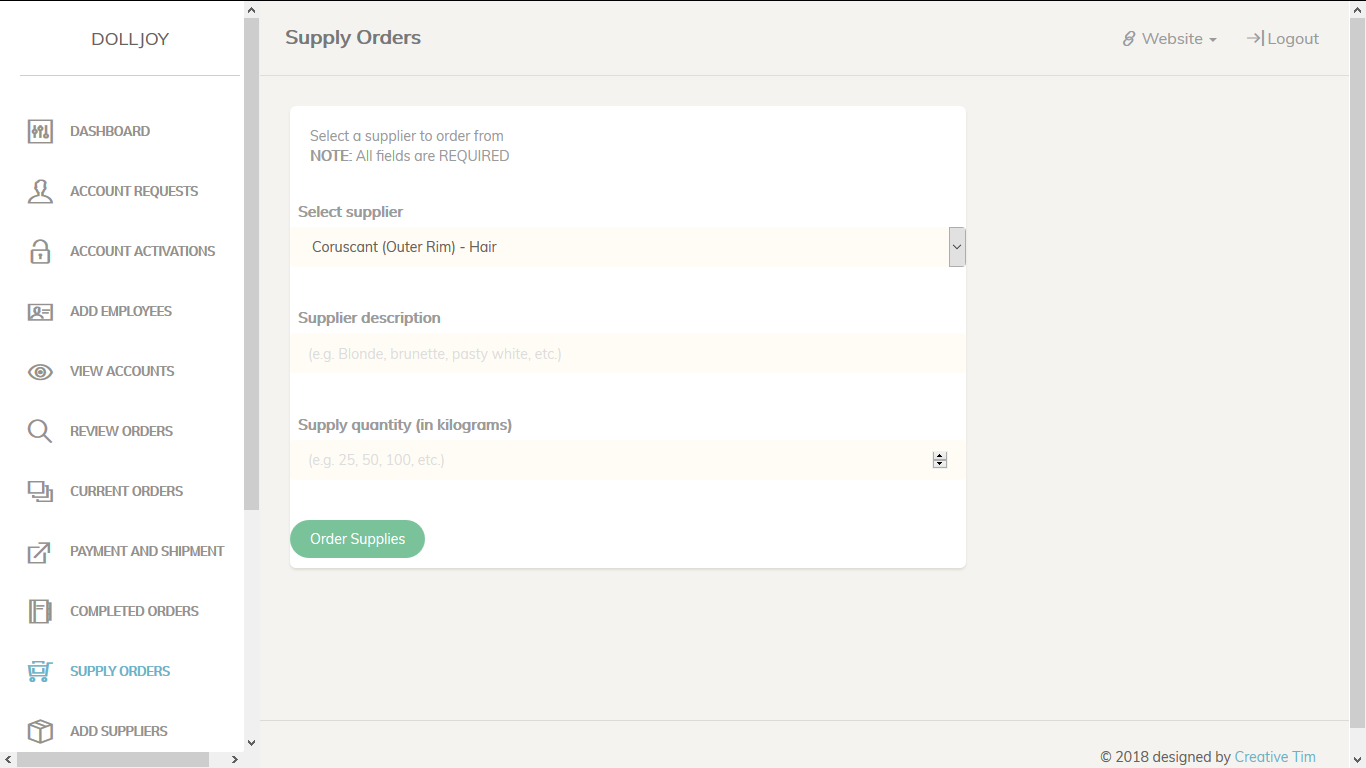 DOLLJOY
DASHBOARD
ACCOUNT REQUESTS
ACCOUNT ACTIVATIONS
ADD EMPLOYEES
VIEW ACCOUNTS
REVIEW ORDERS
CURRENT ORDERS
PAYMENT AND SHIPMENT
COMPLETED ORDERS
SUPPLY ORDERS
ADD SUPPLIERS
Supply Orders
Website
Logout
Select a supplier to order from
NOTE: All fields are REQUIRED
Select supplier
Coruscant (Outer Rim) - Hair
Supplier description
(e.g. Blonde, brunette, pasty white, etc.)
Supply quantity (in kilograms)
(e.g. 25, 50, 100, etc.)
Order Supplies
© 2018 designed by Creative Tim